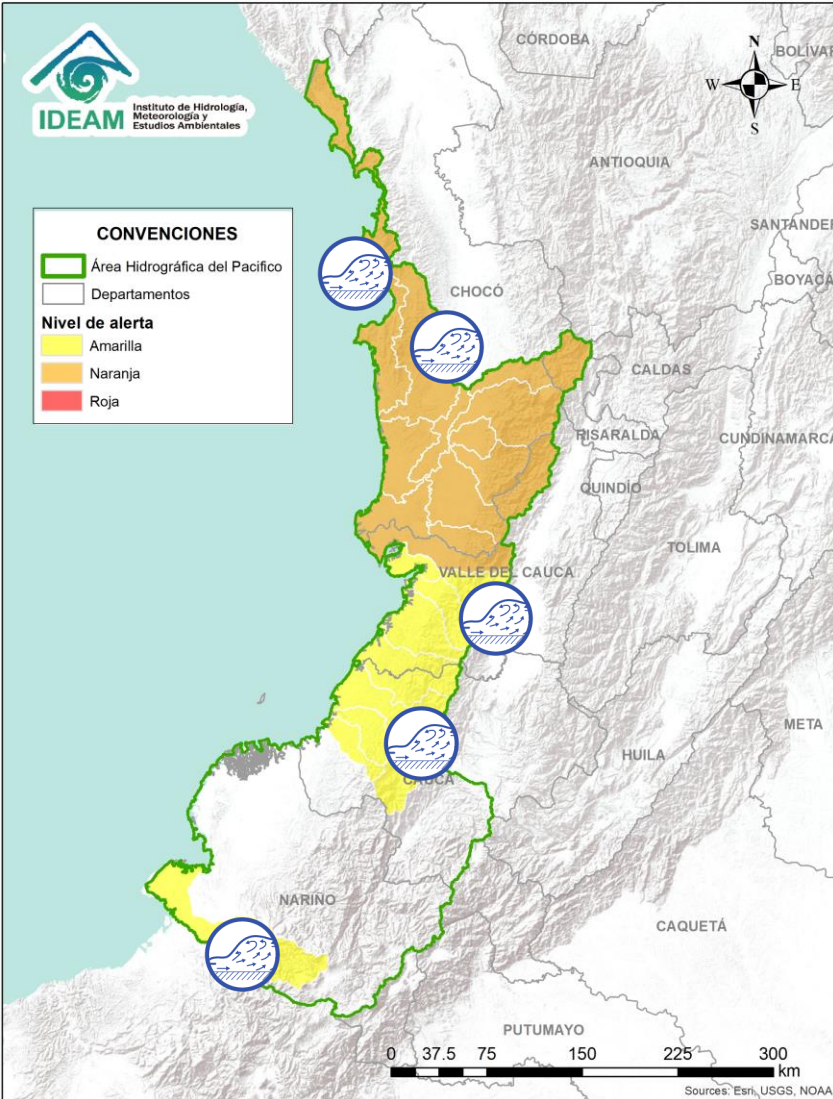 IDEAM
Instituto de Hidrología,
Meteorología y
Estudios Ambientales
N
W
E
S
CÓRDOBA
BOLÍVAR
ANTIOQUIA
SANTANDER
BOYACÁ
CONVENCIONES
Área Hidrográfica del Pacifico
Departamentos
Nivel de alerta
Amarilla
Naranja
Roja
CHOCÓ
CALDAS
RISARALDA
CUNDINAMARCA
QUINDÍO
TOLIMA
VALLE DEL CAUCA
META
HUILA
CAUCA
NARIÑO
CAQUETÁ
PUTUMAYO
0 37.5 75 150 225 300
km
Sources: Esri, USGS, NOAA